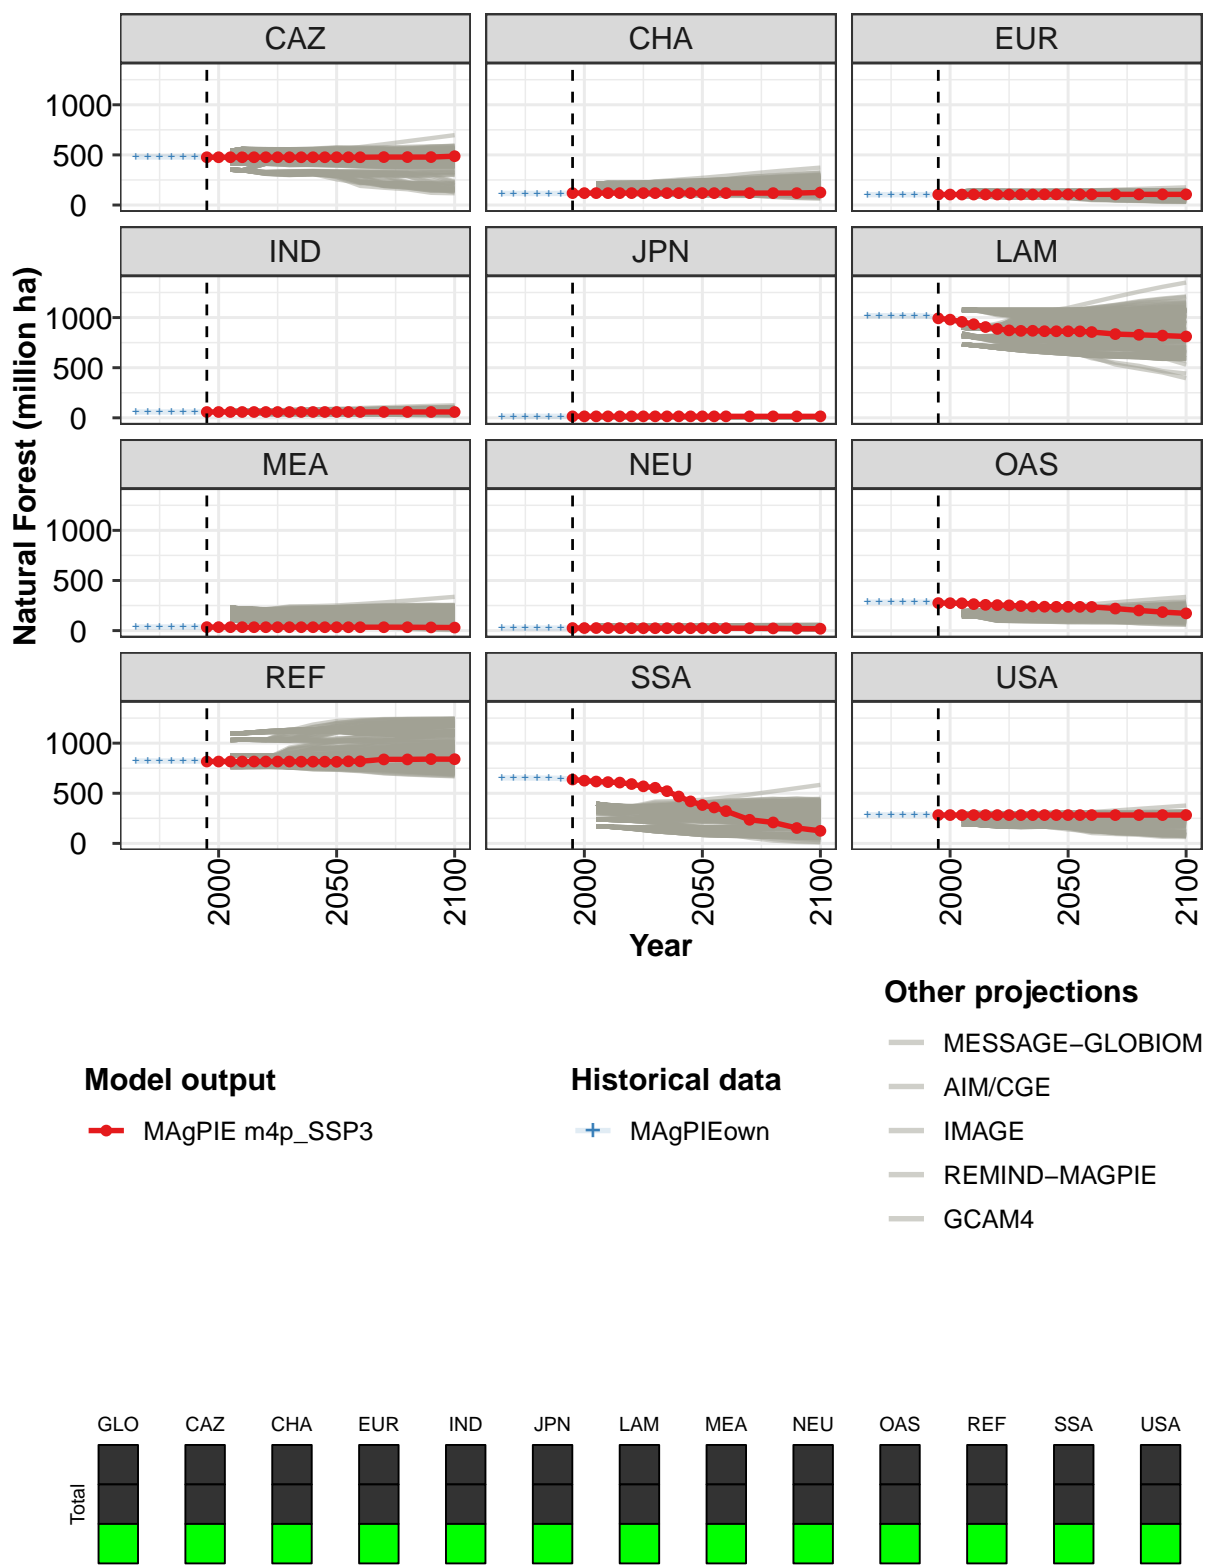 CAZ CHA EUR
1000
500
0
IND JPN LAM
1000
500
0
MEA NEU OAS
1000
500
0
REF SSA USA
1000
500
0
Natural Forest (million ha)
2000 2050 2100 2000 2050 2100 2000 2050 2100
Year
Model output
MAgPIE m4p_SSP3
Historical data
MAgPIEown
Other projections
MESSAGE−GLOBIOM
AIM/CGE
IMAGE
REMIND−MAGPIE
GCAM4
GLO CAZ CHA EUR IND JPN LAM MEA NEU OAS REF SSA USA
Total